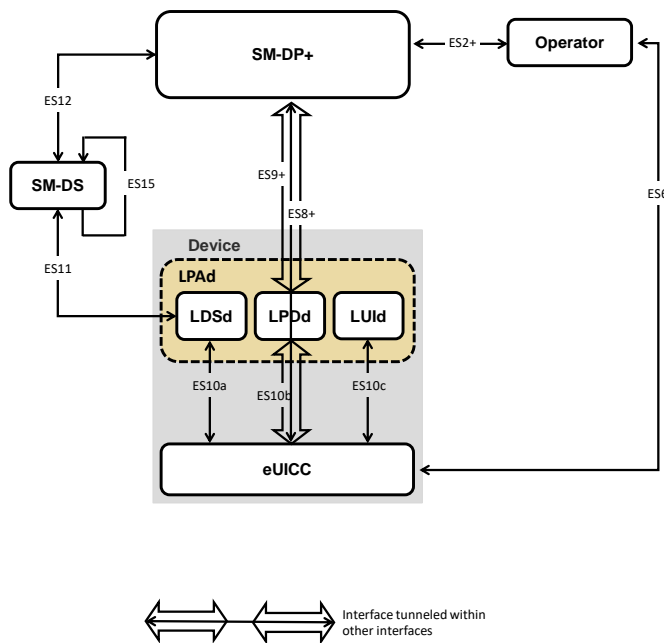 SM-DP+
ES2+
Operator
ES12
SM-DS
ES15
ES9+
ES8+
ES6
ES11
Device
LPAd
LDSd
LPDd
LUId
ES10a
ES10b
ES10c
eUICC
Interface tunneled within
other interfaces